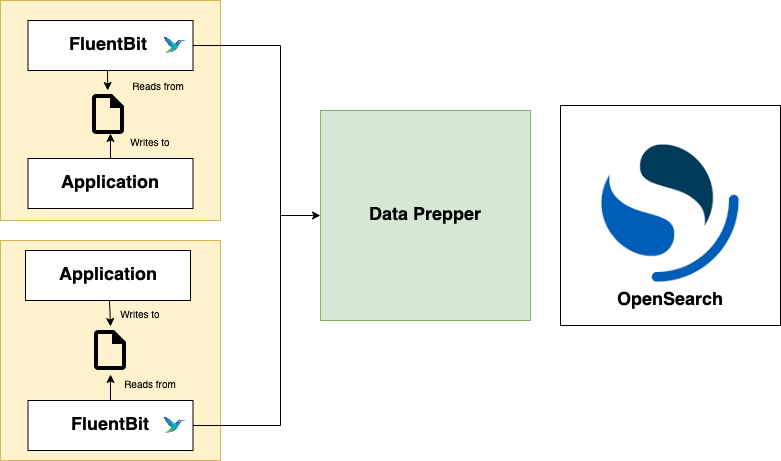 FluentBit
Reads from
Writes to
Application
Application
Writes to
Reads from
FluentBit
Data Prepper
OpenSearch